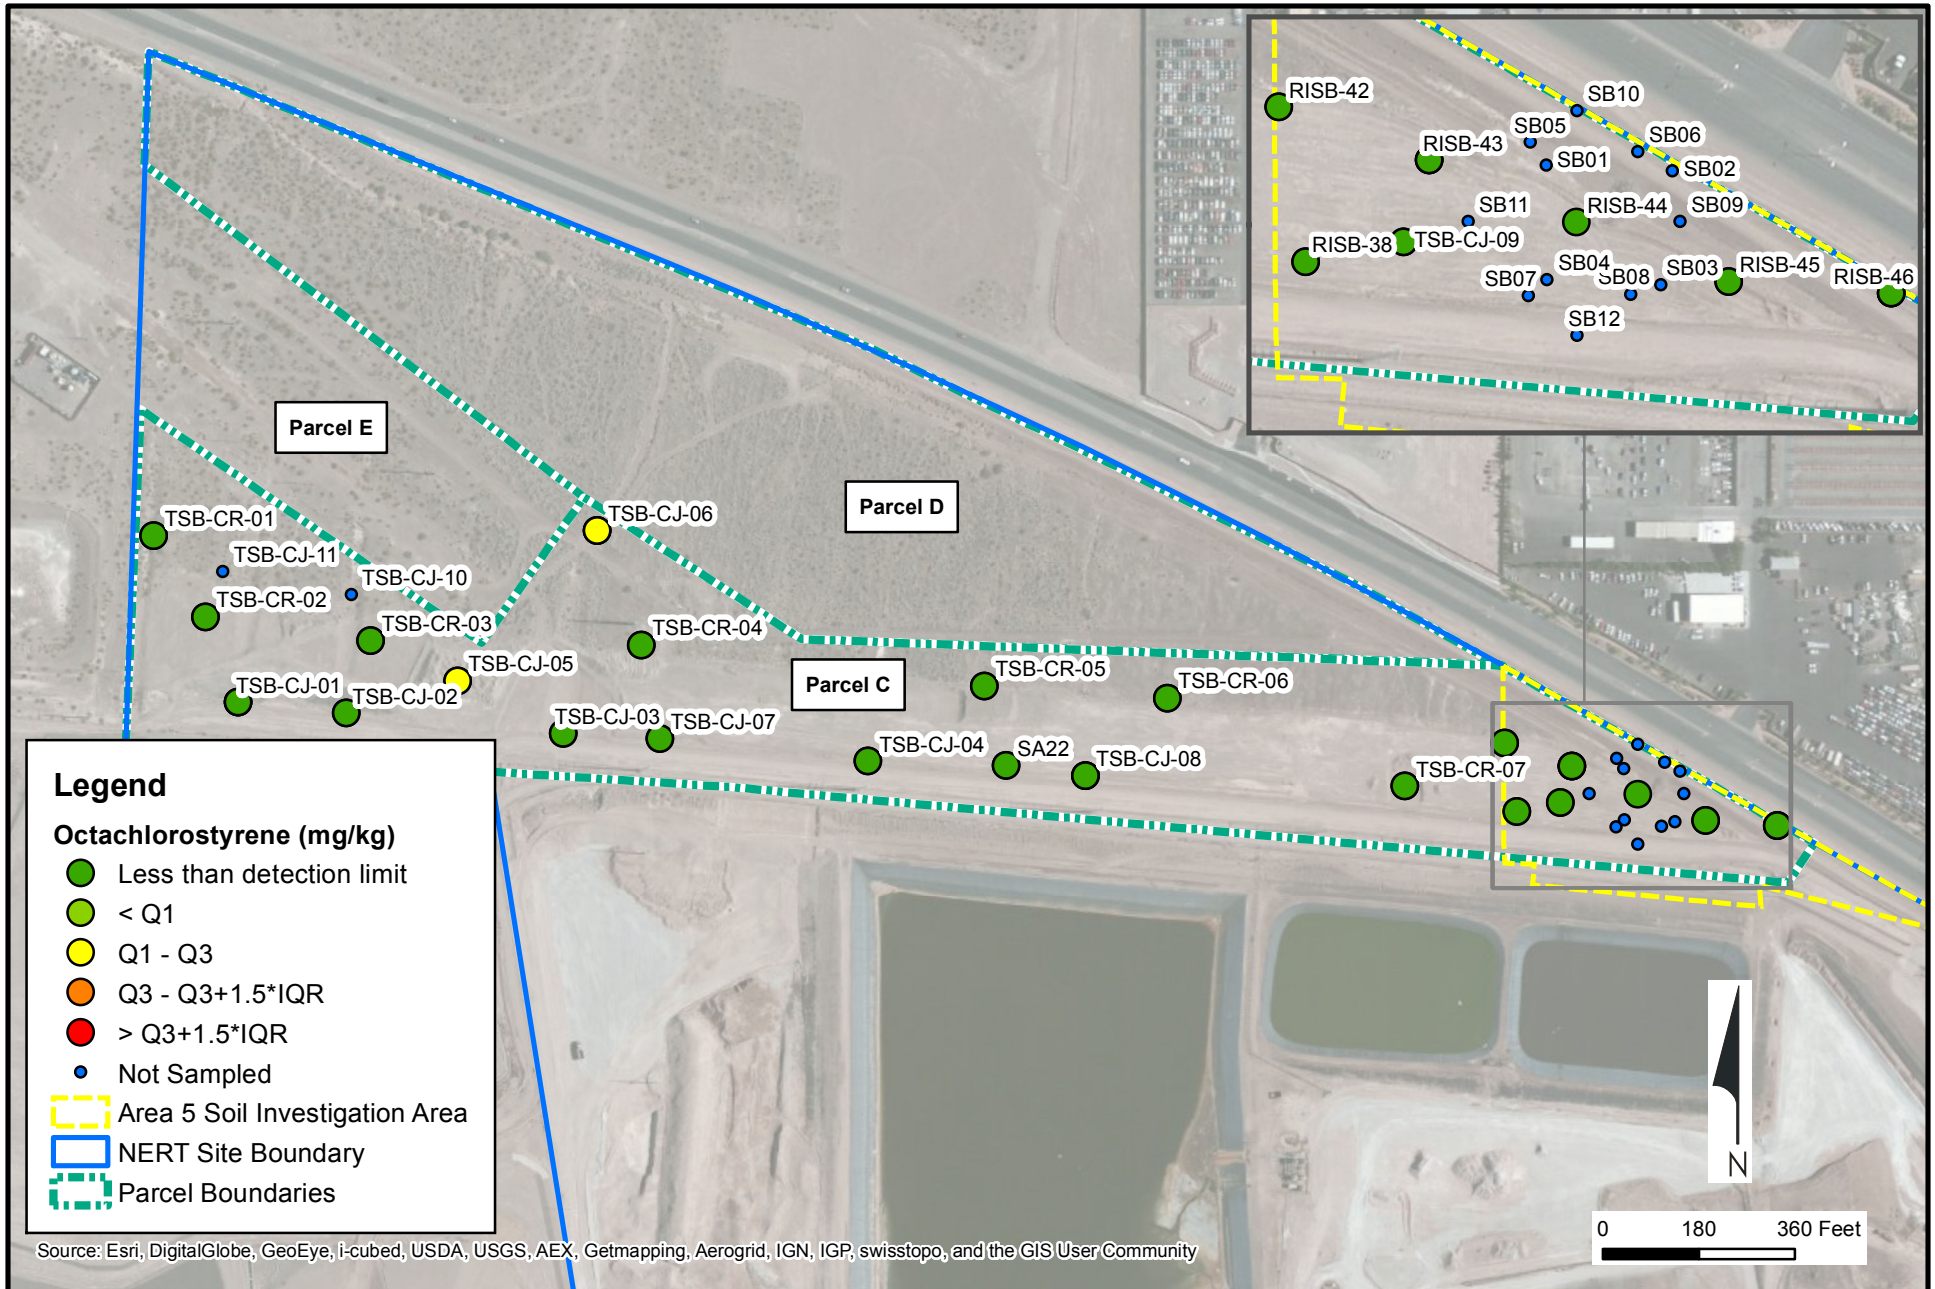 RISB-42
SB10
SB05
SB06
RISB-43
SB01
SB02
SB11
RISB-44
SB09
RISB-38
TSB-CJ-09
SB04
SB03
RISB-45
SB07
SB08
RISB-46
SB12
Parcel E
Parcel D
TSB-CJ-06
TSB-CR-01
TSB-CJ-11
TSB-CJ-10
TSB-CR-02
TSB-CR-03
TSB-CR-04
TSB-CJ-05
Parcel C
TSB-CR-05
TSB-CR-06
TSB-CJ-01
TSB-CJ-02
TSB-CJ-03
TSB-CJ-07
TSB-CJ-04
SA22
TSB-CJ-08
TSB-CR-07
Legend
Octachlorostyrene (mg/kg)
Less than detection limit
< Q1
Q1 - Q3
Q3 - Q3+1.5*IQR
> Q3+1.5*IQR
Not Sampled
Area 5 Soil Investigation Area
NERT Site Boundary
Parcel Boundaries
N
0 180 360 Feet
Source: Esri, DigitalGlobe, GeoEye, i-cubed, USDA, USGS, AEX, Getmapping, Aerogrid, IGN, IGP, swisstopo, and the GIS User Community